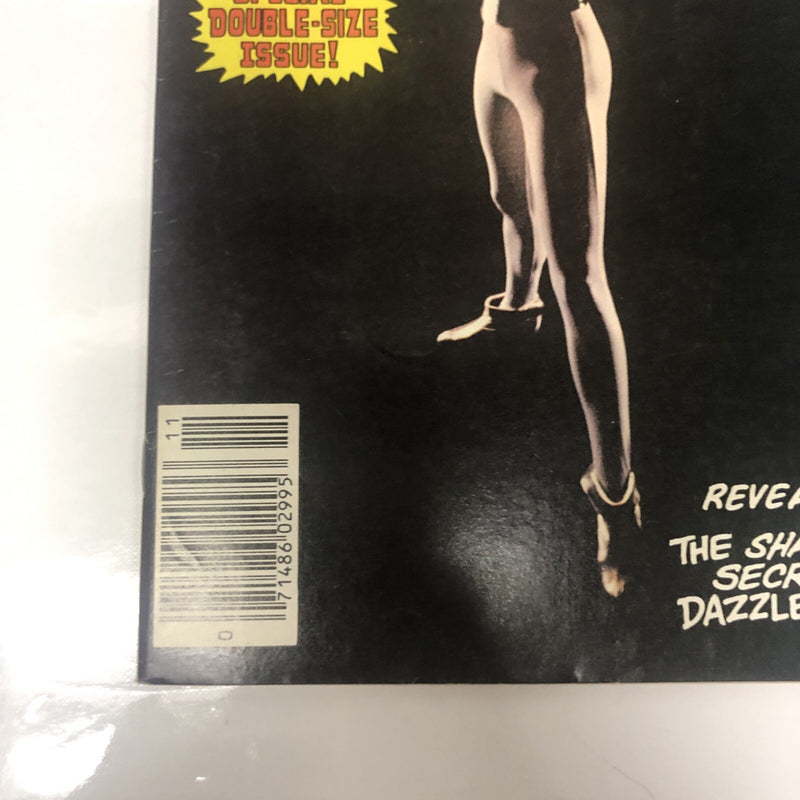 DOUBLE-SIZE
ISSUE!
11
71486 02995
0
REVEA
THE SHA
SECR
DAZZLE